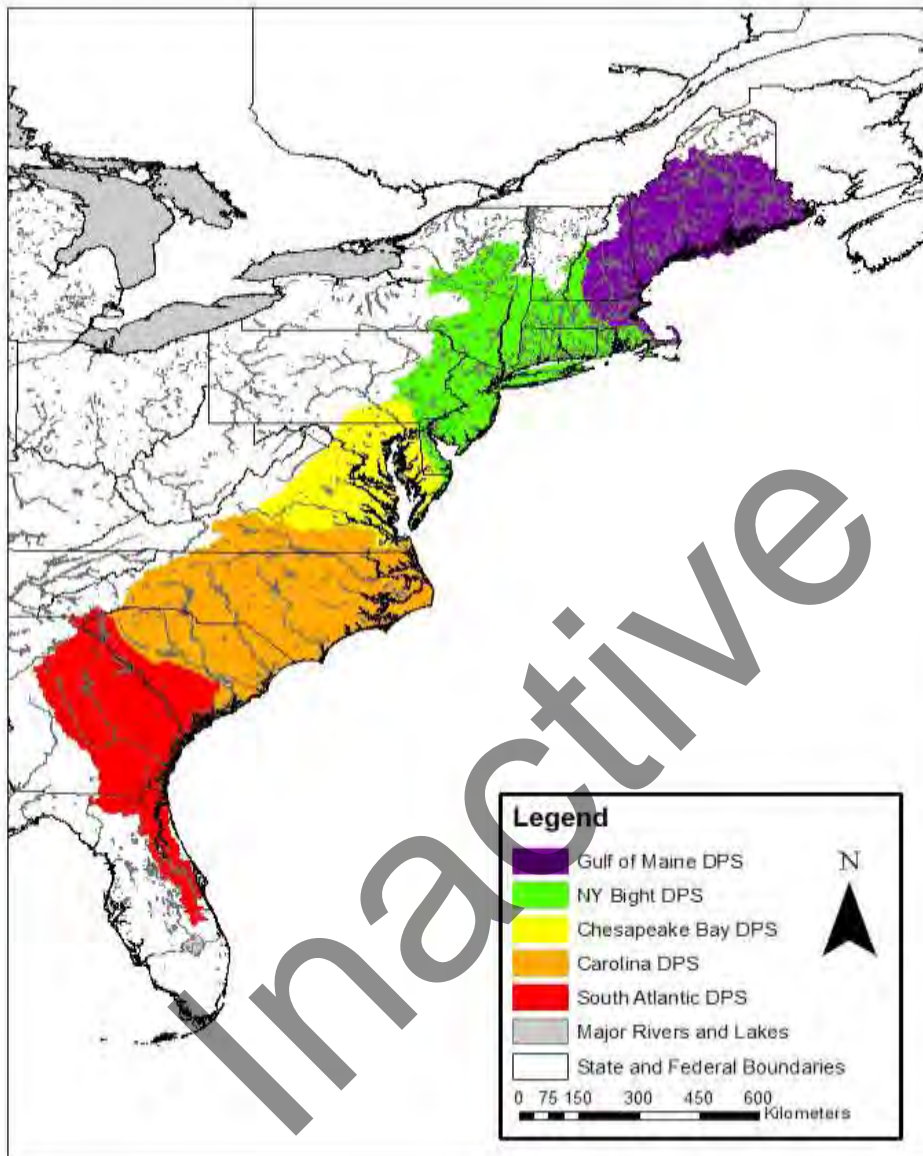 Inactive
Legend
Gulf of Maine DPS
NY Bight DPS
Chesapeake Bay DPS
Carolina DPS
South Atlantic DPS
Major Rivers and Lakes
State and Federal Boundaries
N
0 75 150 300 450 600
Kilometers